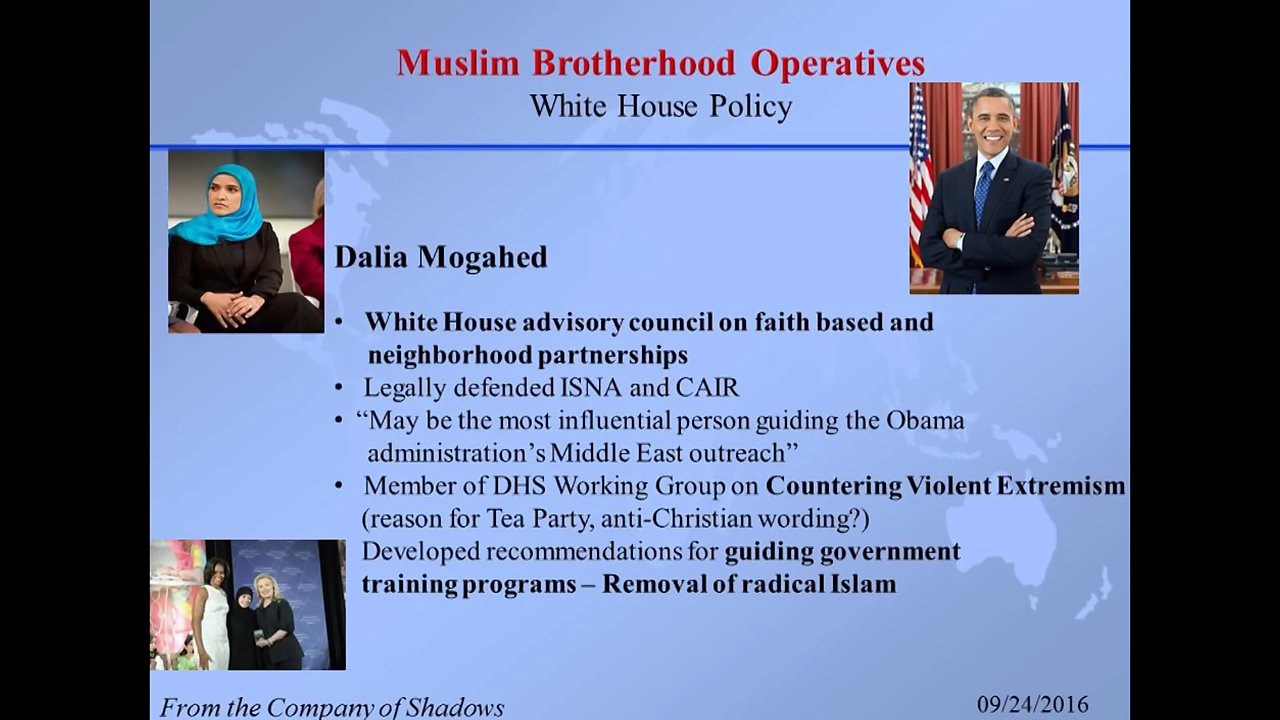 Muslim Brotherhood Operatives
White House Policy
Dalia Mogahed
• White House advisory council on faith based and
neighborhood partnerships
• Legally defended ISNA and CAIR
• “May be the most influential person guiding the Obama
administration’s Middle East outreach”
• Member of DHS Working Group on Countering Violent Extremism
(reason for Tea Party, anti-Christian wording?)
Developed recommendations for guiding government
training programs – Removal of radical Islam
From the Company of Shadows
09/24/2016